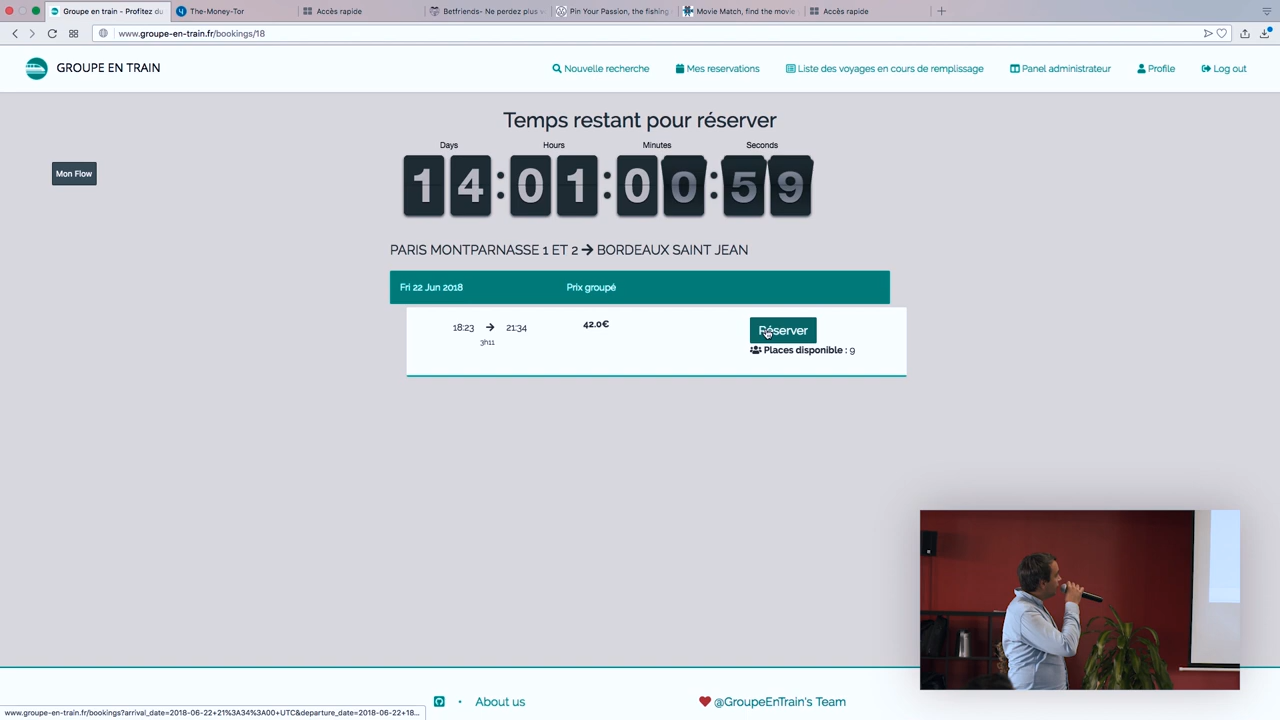 Groupe en train - Profitez du
The-Money-Tor
Accès rapide
Betfriends- Ne perdez plus v
Pin Your Passion, the fishing
Movie Match, find the movie
Accès rapide
www.groupe-en-train.fr/bookings/18
GROUPE EN TRAIN
Nouvelle recherche
Mes reservations
Liste des voyages en cours de remplissage
Panel administrateur
Profile
Log out
Temps restant pour réserver
Days Hours Minutes Seconds
14:01:00:59
Mon Flow
PARIS MONTPARNASSE 1 ET 2 → BORDEAUX SAINT JEAN
Fri 22 Jun 2018 Prix groupé
18:23 → 21:34 42.0€ Réserver
3h11 Places disponible : 9
• About us @GroupeEnTrain's Team
www.groupe-en-train.fr/bookings?arrival_date=2018-06-22+21%3A34%3A00+UTC&departure_date=2018-06-22+18...